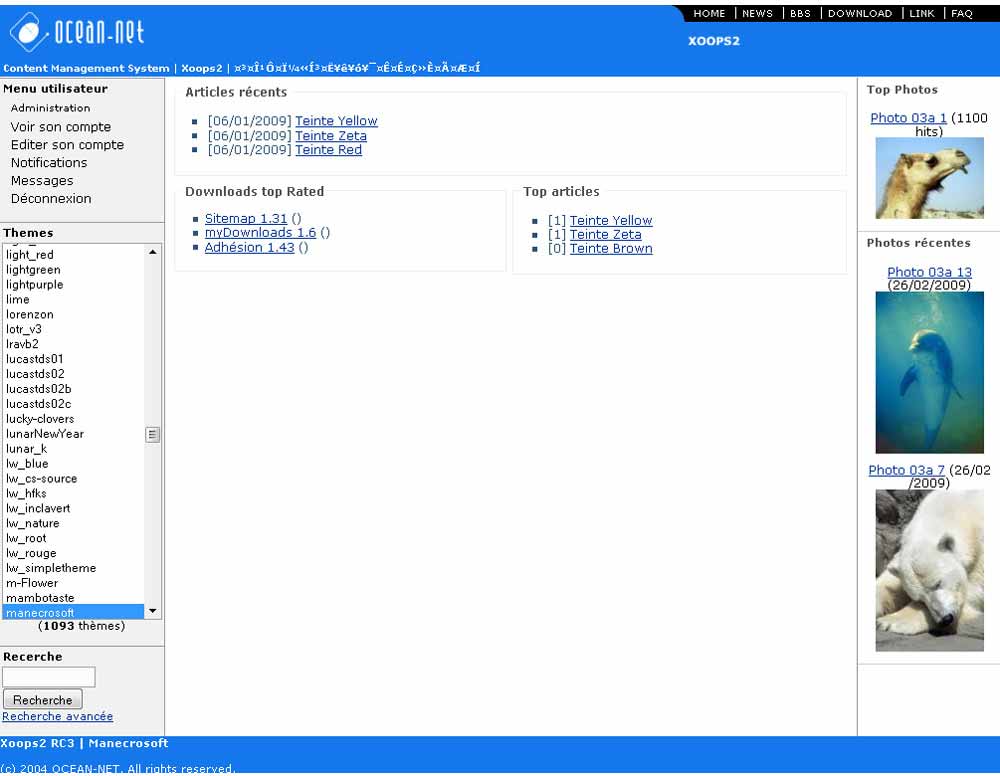 HOME | NEWS | BBS | DOWNLOAD | LINK | FAQ
OCEAN-NET
XOOPS2
Content Management System | Xoops2 |
Menu utilisateur
Administration
Voir son compte
Editer son compte
Notifications
Messages
Déconnexion
Themes
light_red
lightgreen
lightpurple
lime
lorenzon
lotr_v3
lravb2
lucastds01
lucastds02
lucastds02b
lucastds02c
lucky-clovers
lunarNewYear
lunar_k
lw_blue
lw_cs-source
lw_hfks
lw_inclavert
lw_nature
lw_root
lw_rouge
lw_simpletheme
m-Flower
mambotaste
manecrosoft
(1093 thèmes)
Recerche
Recherche
Recherche avancée
Articles récents
[06/01/2009] Teinte Yellow
[06/01/2009] Teinte Zeta
[06/01/2009] Teinte Red
Downloads top Rated
Sitemap 1.31 ()
myDownloads 1.6 ()
Adhésion 1.43 ()
Top articles
[1] Teinte Yellow
[1] Teinte Zeta
[0] Teinte Brown
Top Photos
Photo 03a 1 (1100
hits)
Photos récentes
Photo 03a 13
(26/02/2009)
Photo 03a 7 (26/02
/2009)
Xoops2 RC3 | Manecrosoft
(c) 2004 OCEAN-NET. All rights reserved.